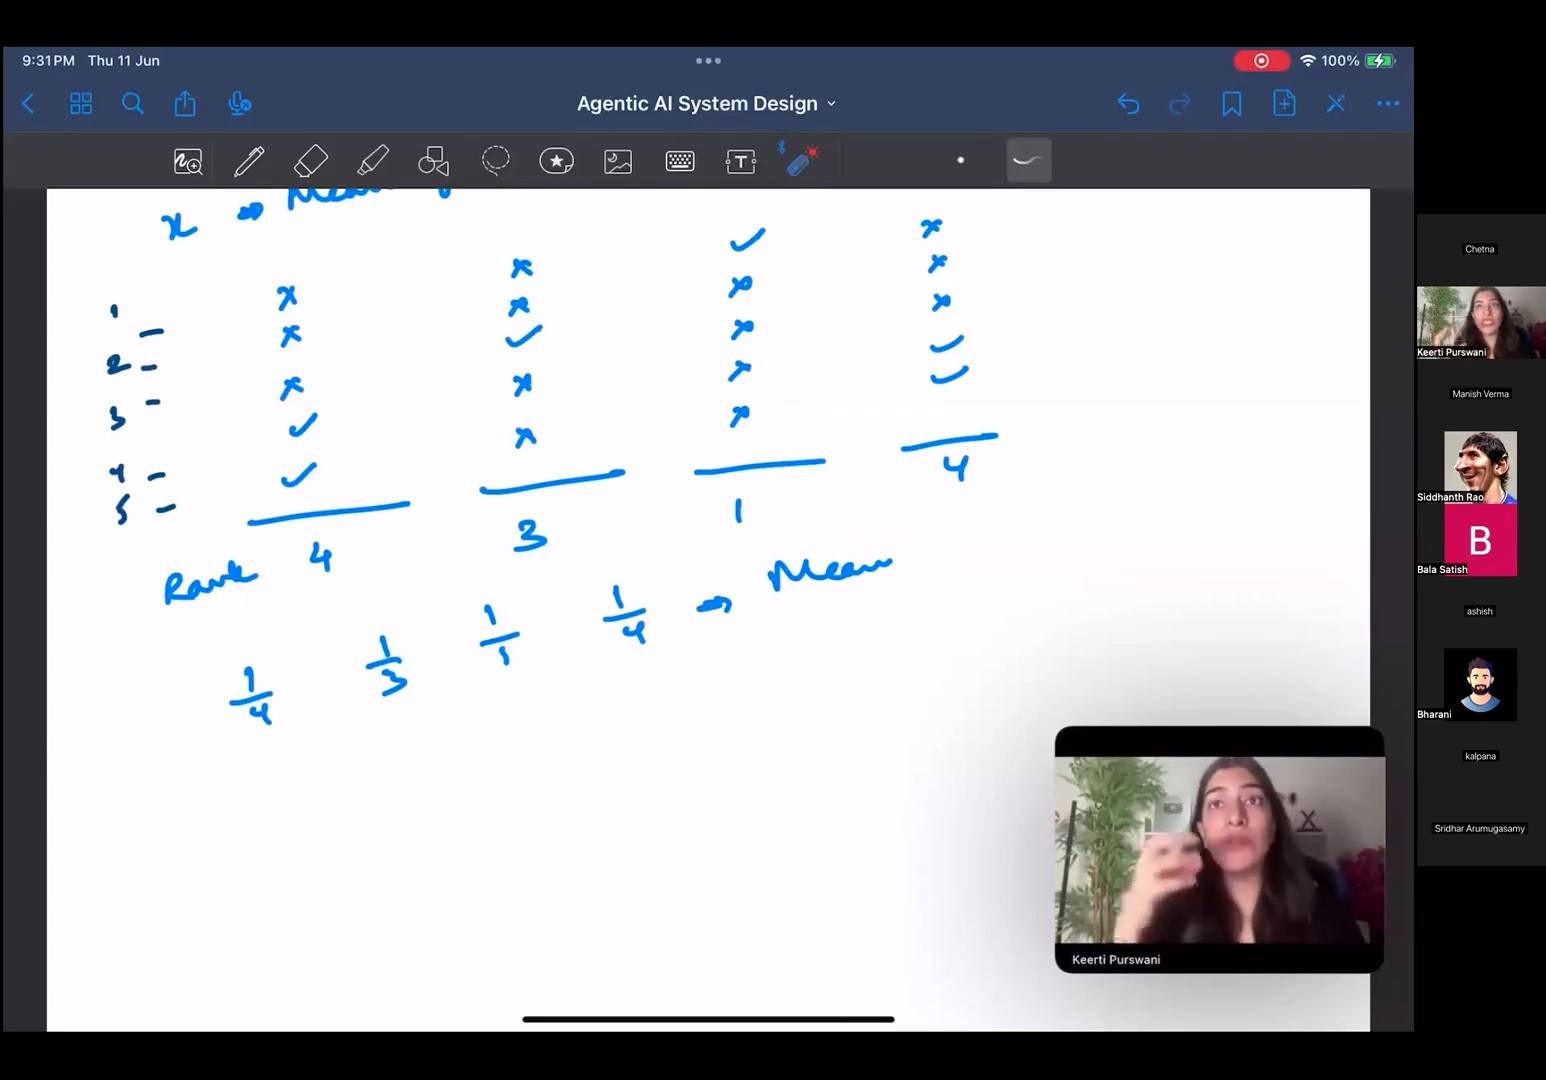 9:31 PM Thu 11 Jun
100%
Agentic AI System Design
T
x ⇒
1
2 -
3 -
4 -
5 -
x x ✓ x
x x x x
x ✓ x x
✓ x x ✓
✓ x x ✓
Rank 4 3 1 4
1/4 1/3 1/1 1/4 ⇒ Mean
Keerti Purswani
Chetna
Keerti Purswani
Manish Verma
Siddhanth Rao
B
Bala Satish
ashish
Bharani
kalpana
Sridhar Arumugasamy